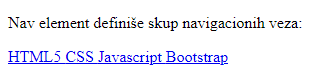 Nav element definiše skup navigacionih veza:
HTML5 CSS Javascript Bootstrap